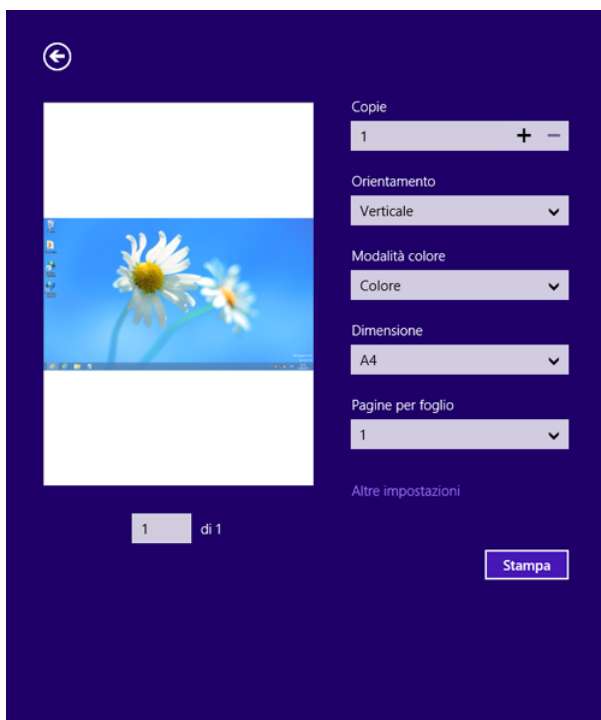 Copie
1
Orientamento
Verticale
Modalità colore
Colore
Dimensione
A4
Pagine per foglio
1
Altre impostazioni
1 di 1
Stampa